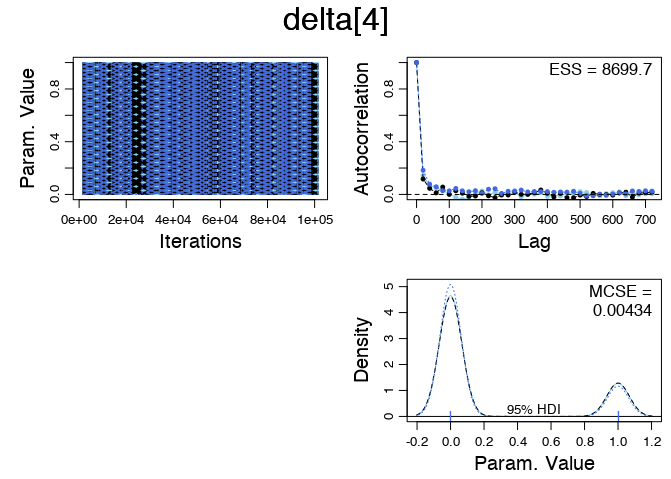 delta[4]
Param. Value
0.0 0.4 0.8
0e+00 2e+04 4e+04 6e+04 8e+04 1e+05
Iterations
ESS = 8699.7
Autocorrelation
0.0 0.4 0.8
0 100 200 300 400 500 600 700
Lag
MCSE =
0.00434
Density
0 1 2 3 4 5
95% HDI
-0.2 0.0 0.2 0.4 0.6 0.8 1.0 1.2
Param. Value